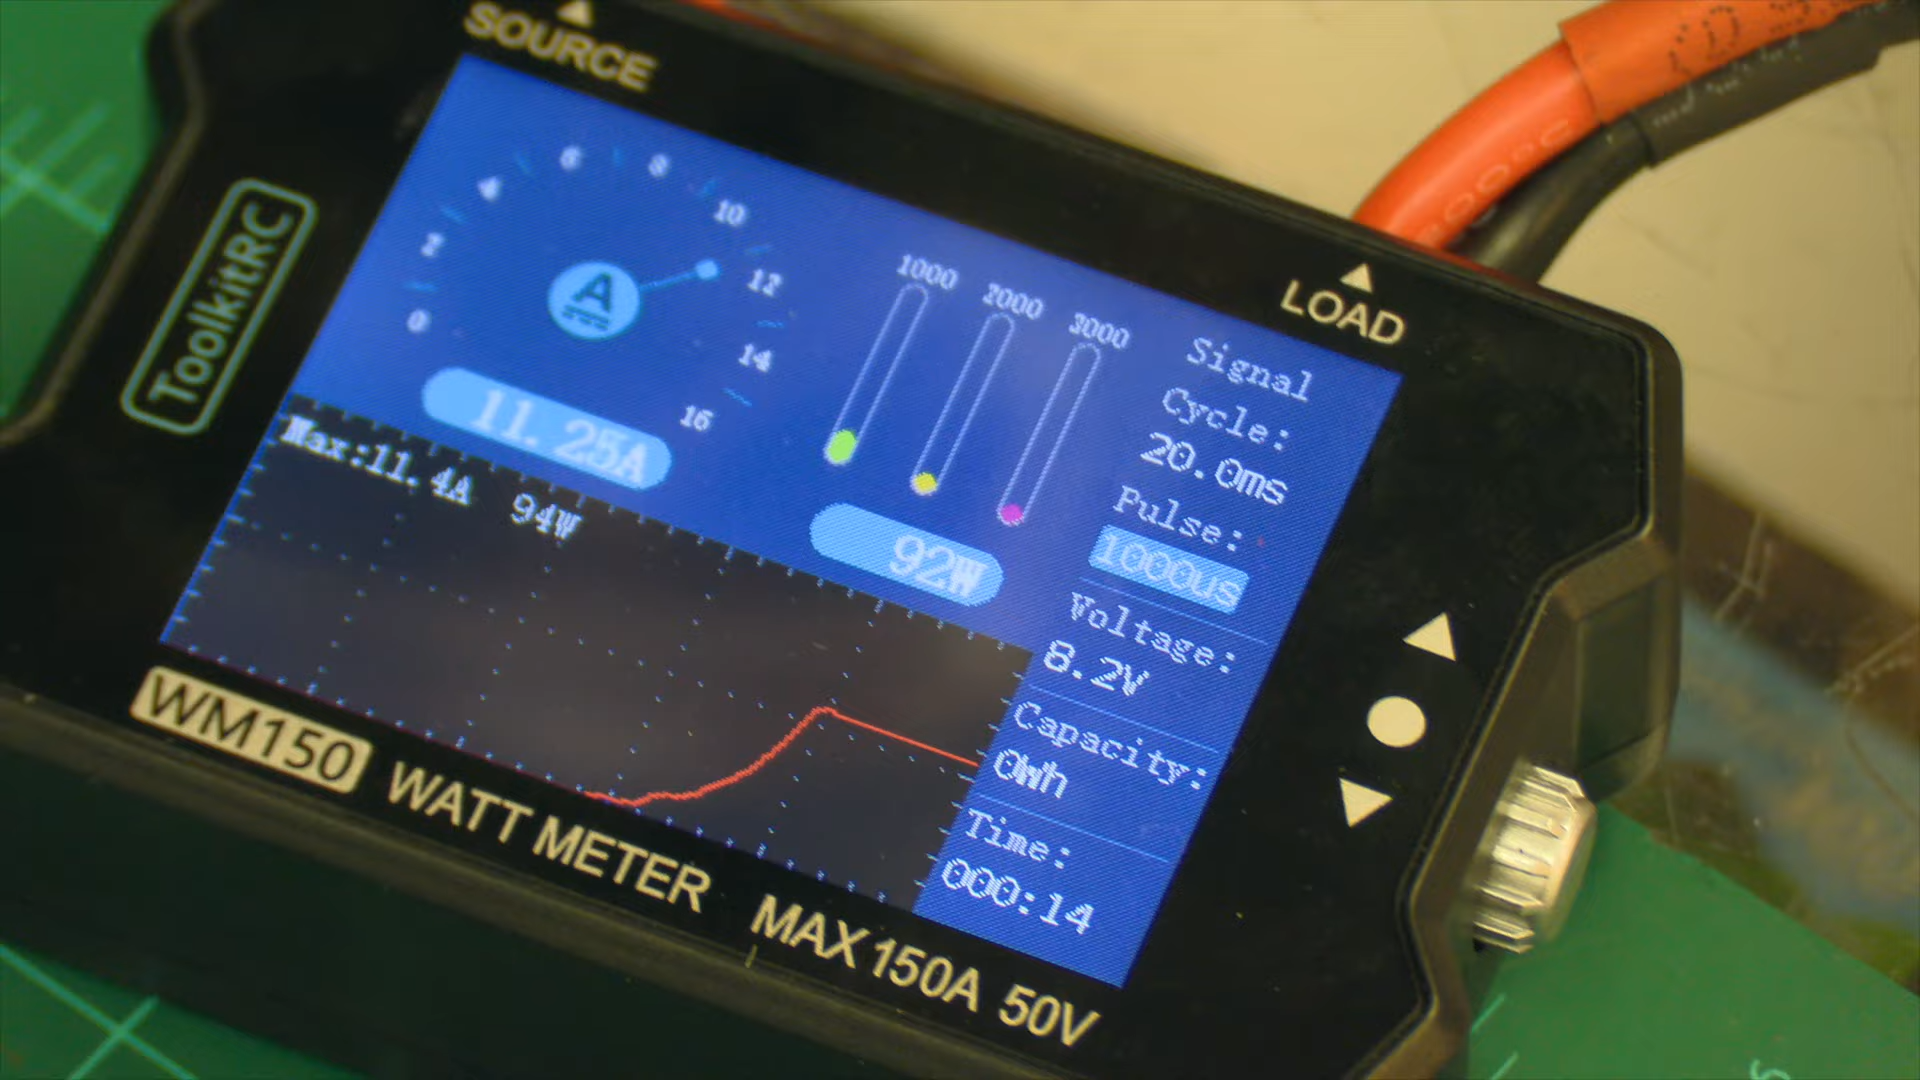 SOURCE
ToolkitRC
LOAD
0
2
4
6
8
10
12
14
16
A
11.25A
1000
2000
3000
92W
Signal
Cycle:
20.0ms
Pulse:
1000us
Voltage:
8.2v
Capacity:
0Wh
Time:
000:14
Max:11.4A 94W
WM150 WATT METER MAX 150A 50V